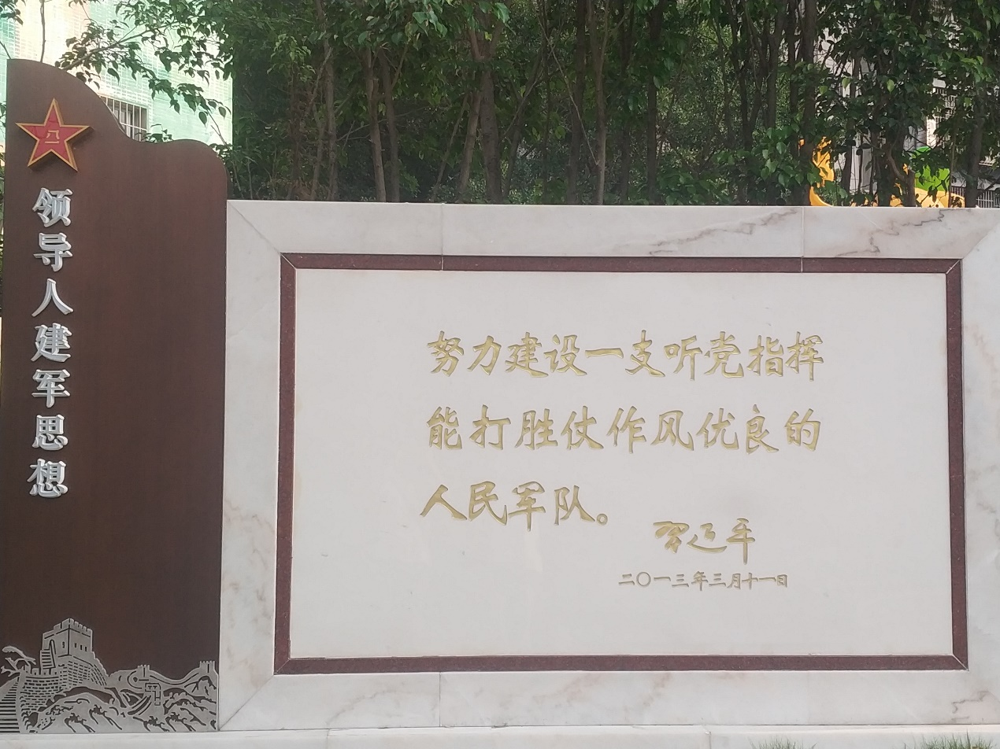 八一
领导人建军思想
努力建设一支听党指挥
能打胜仗作风优良的
人民军队。
习近平
二〇一三年三月十一日